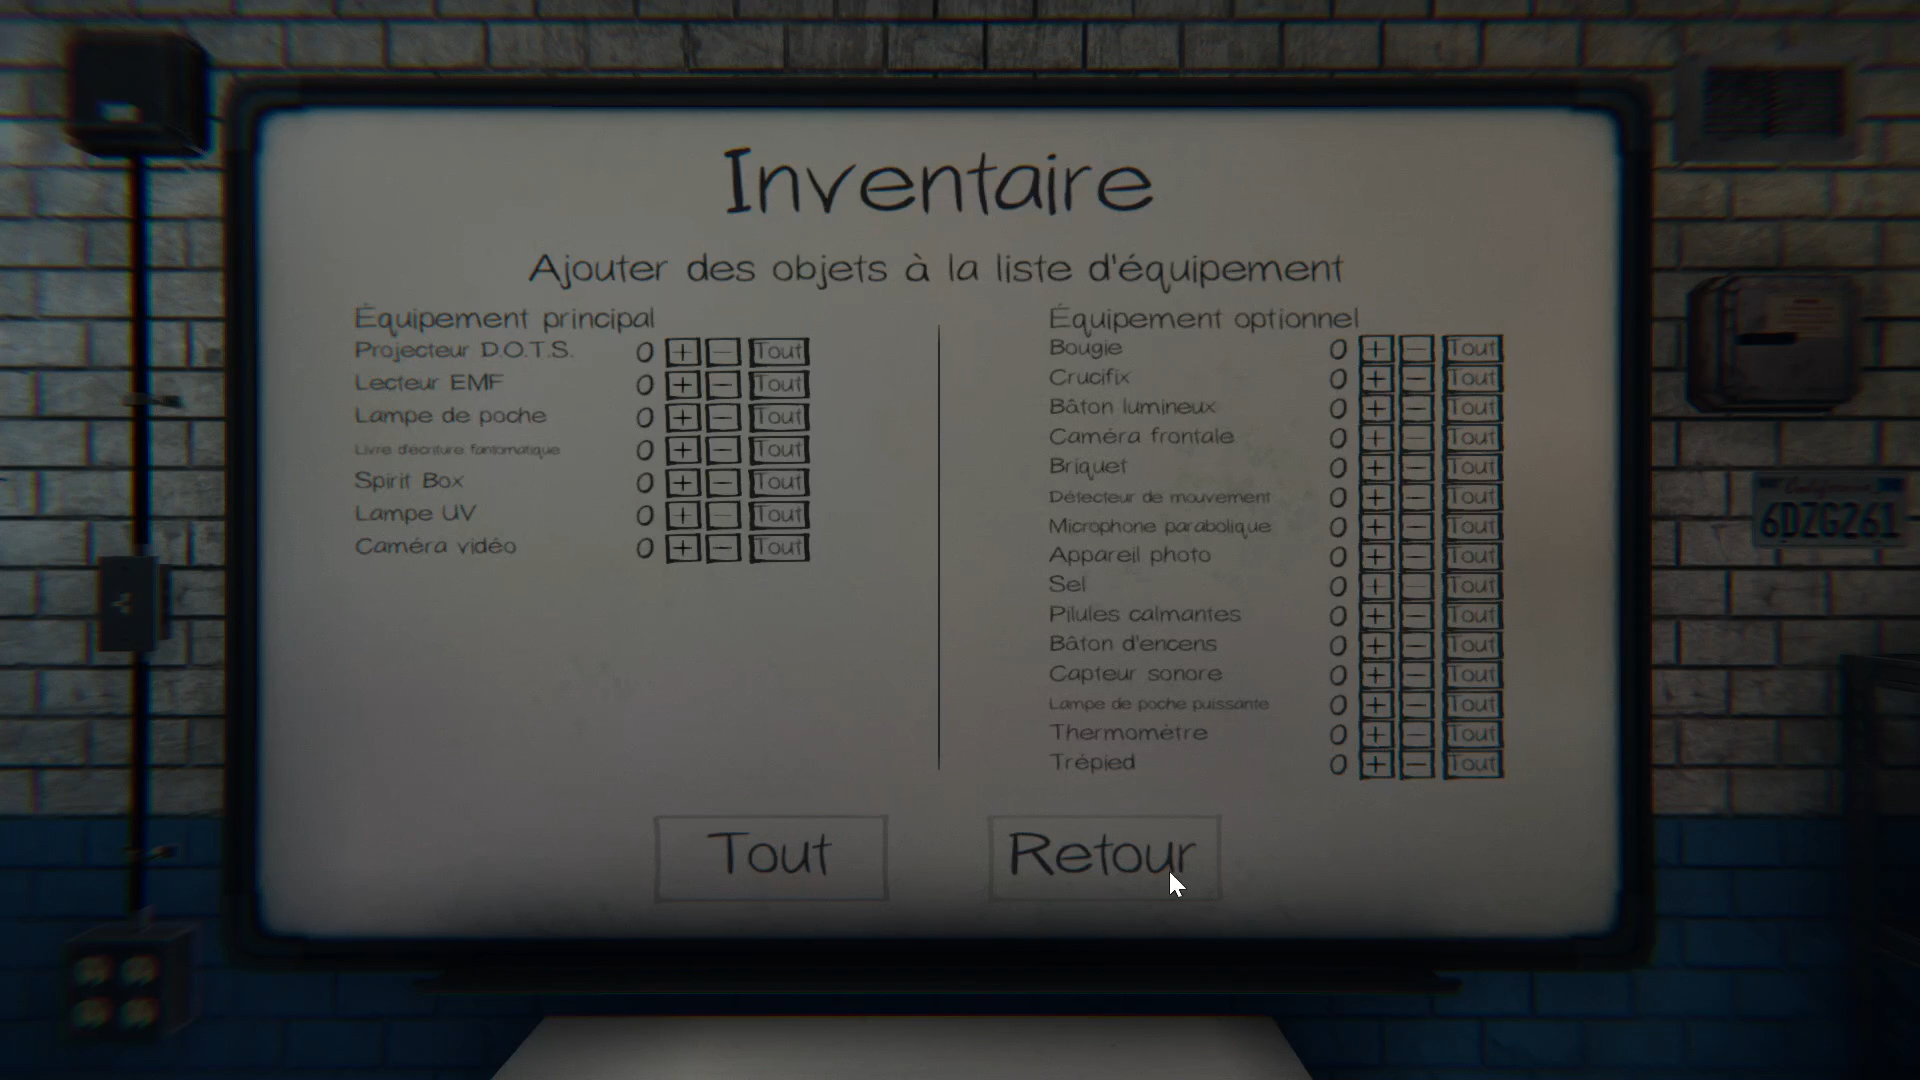 Inventaire
Ajouter des objets à la liste d'équipement
Équipement principal
Projecteur D.O.T.S. 0 + - Tout
Lecteur EMF 0 + - Tout
Lampe de poche 0 + - Tout
Livre d'écriture fantomatique 0 + - Tout
Spirit Box 0 + - Tout
Lampe UV 0 + - Tout
Caméra vidéo 0 + - Tout
Équipement optionnel
Bougie 0 + - Tout
Crucifix 0 + - Tout
Bâton lumineux 0 + - Tout
Caméra frontale 0 + - Tout
Briquet 0 + - Tout
Détecteur de mouvement 0 + - Tout
Microphone parabolique 0 + - Tout
Appareil photo 0 + - Tout
Sel 0 + - Tout
Pilules calmantes 0 + - Tout
Bâton d'encens 0 + - Tout
Capteur sonore 0 + - Tout
Lampe de poche puissante 0 + - Tout
Thermomètre 0 + - Tout
Trépied 0 + - Tout
Tout
Retour
California
6DZG261